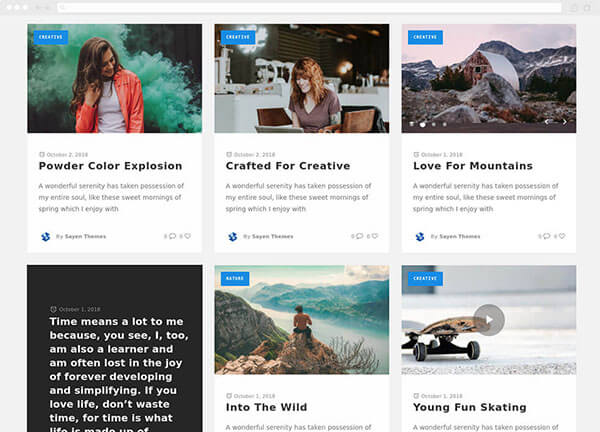 CREATIVE
October 2, 2018
Powder Color Explosion
A wonderful serenity has taken possession of
my entire soul, like these sweet mornings of
spring which I enjoy with
By Sayen Themes
0 0
CREATIVE
October 2, 2018
Crafted For Creative
A wonderful serenity has taken possession of
my entire soul, like these sweet mornings of
spring which I enjoy with
By Sayen Themes
0 0
CREATIVE
October 1, 2018
Love For Mountains
A wonderful serenity has taken possession of
my entire soul, like these sweet mornings of
spring which I enjoy with
By Sayen Themes
0 0
October 1, 2018
Time means a lot to me
because, you see, I, too,
am also a learner and
am often lost in the joy
of forever developing
and simplifying. If you
love life, don’t waste
time, for time is what
life is made up of
NATURE
October 1, 2018
Into The Wild
A wonderful serenity has taken possession of
CREATIVE
October 1, 2018
Young Fun Skating
A wonderful serenity has taken possession of